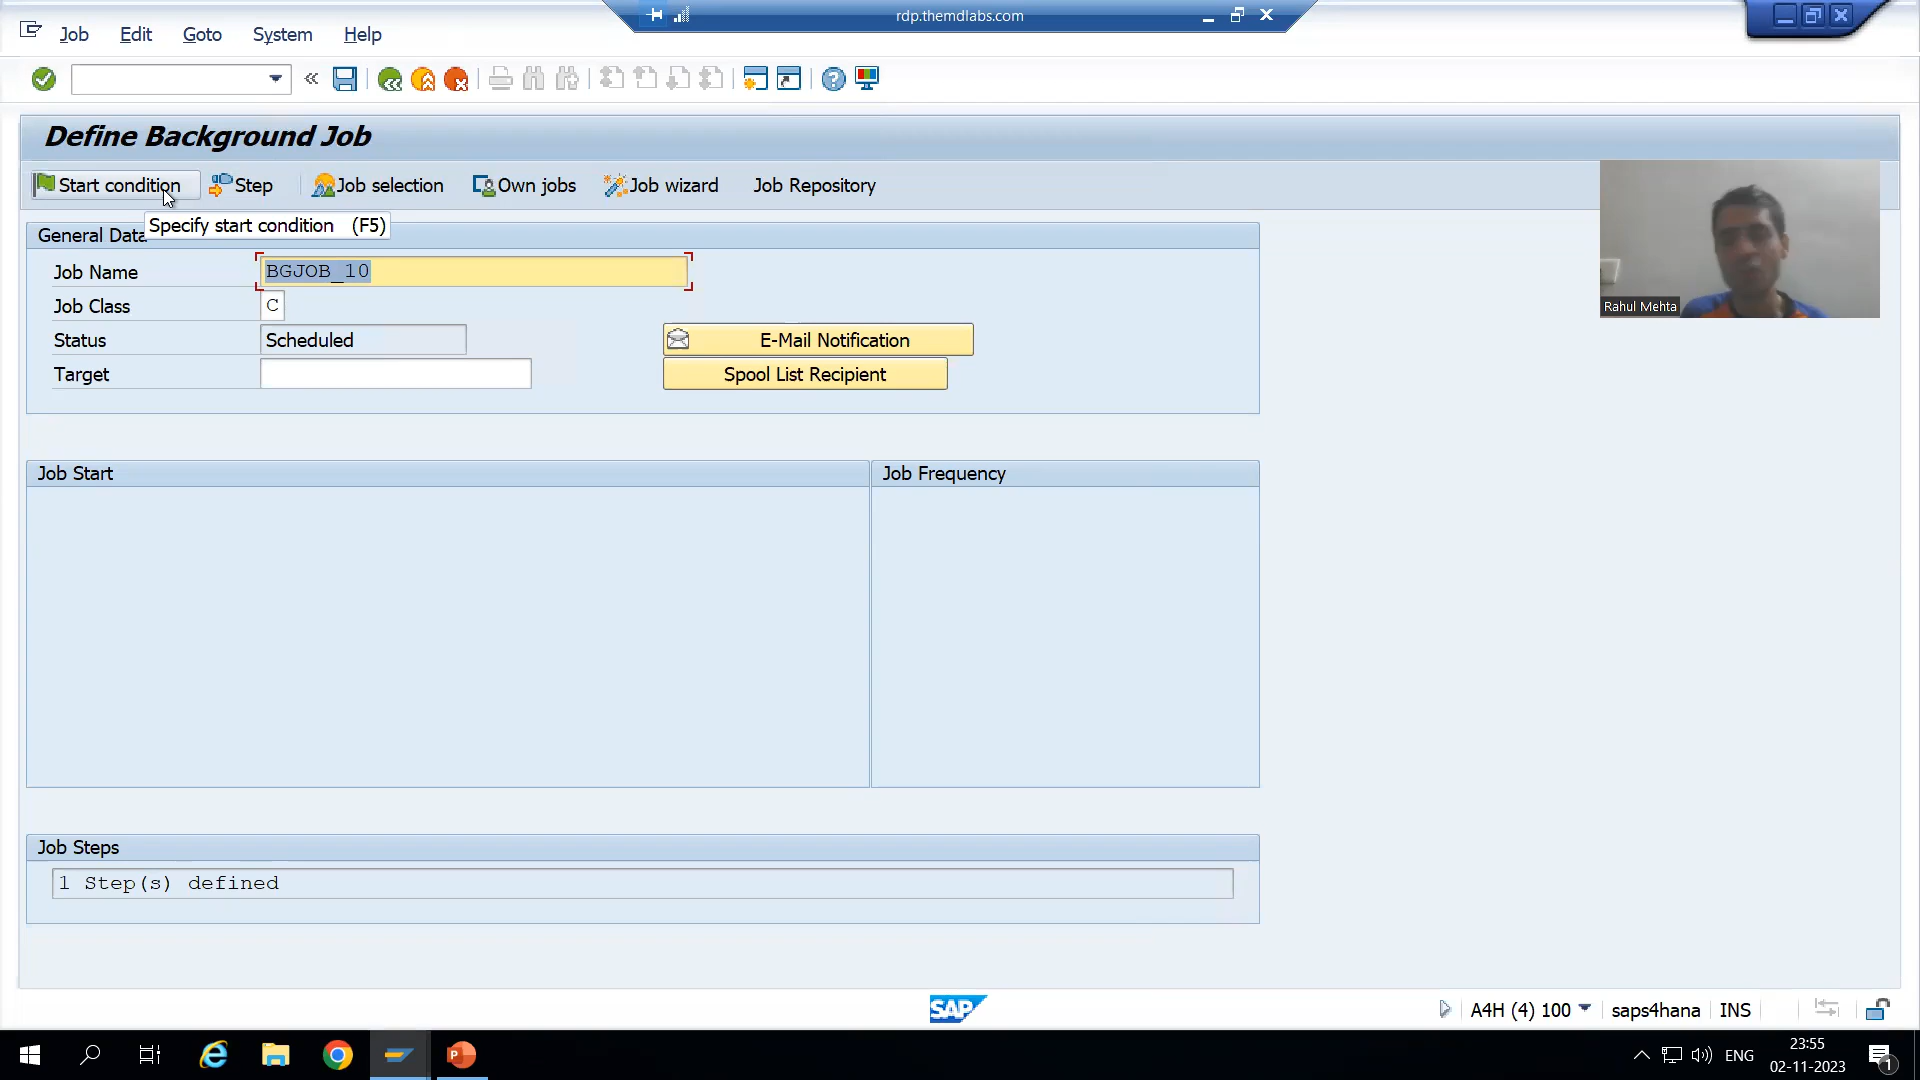 rdp.themdlabs.com
Job Edit Goto System Help
Define Background Job
Start condition Step Job selection Own jobs Job wizard Job Repository
Specify start condition (F5)
General Data
Job Name BGJOB_10
Job Class C
Status Scheduled E-Mail Notification
Target Spool List Recipient
Rahul Mehta
Job Start Job Frequency
Job Steps
1 Step(s) defined
SAP A4H (4) 100 saps4hana INS
ENG 23:55
02-11-2023 1